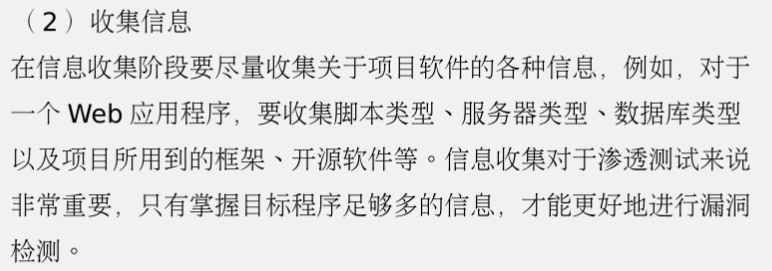 （2）收集信息
在信息收集阶段要尽量收集关于项目软件的各种信息，例如，对于
一个 Web 应用程序，要收集脚本类型、服务器类型、数据库类型
以及项目所用到的框架、开源软件等。信息收集对于渗透测试来说
非常重要，只有掌握目标程序足够多的信息，才能更好地进行漏洞
检测。